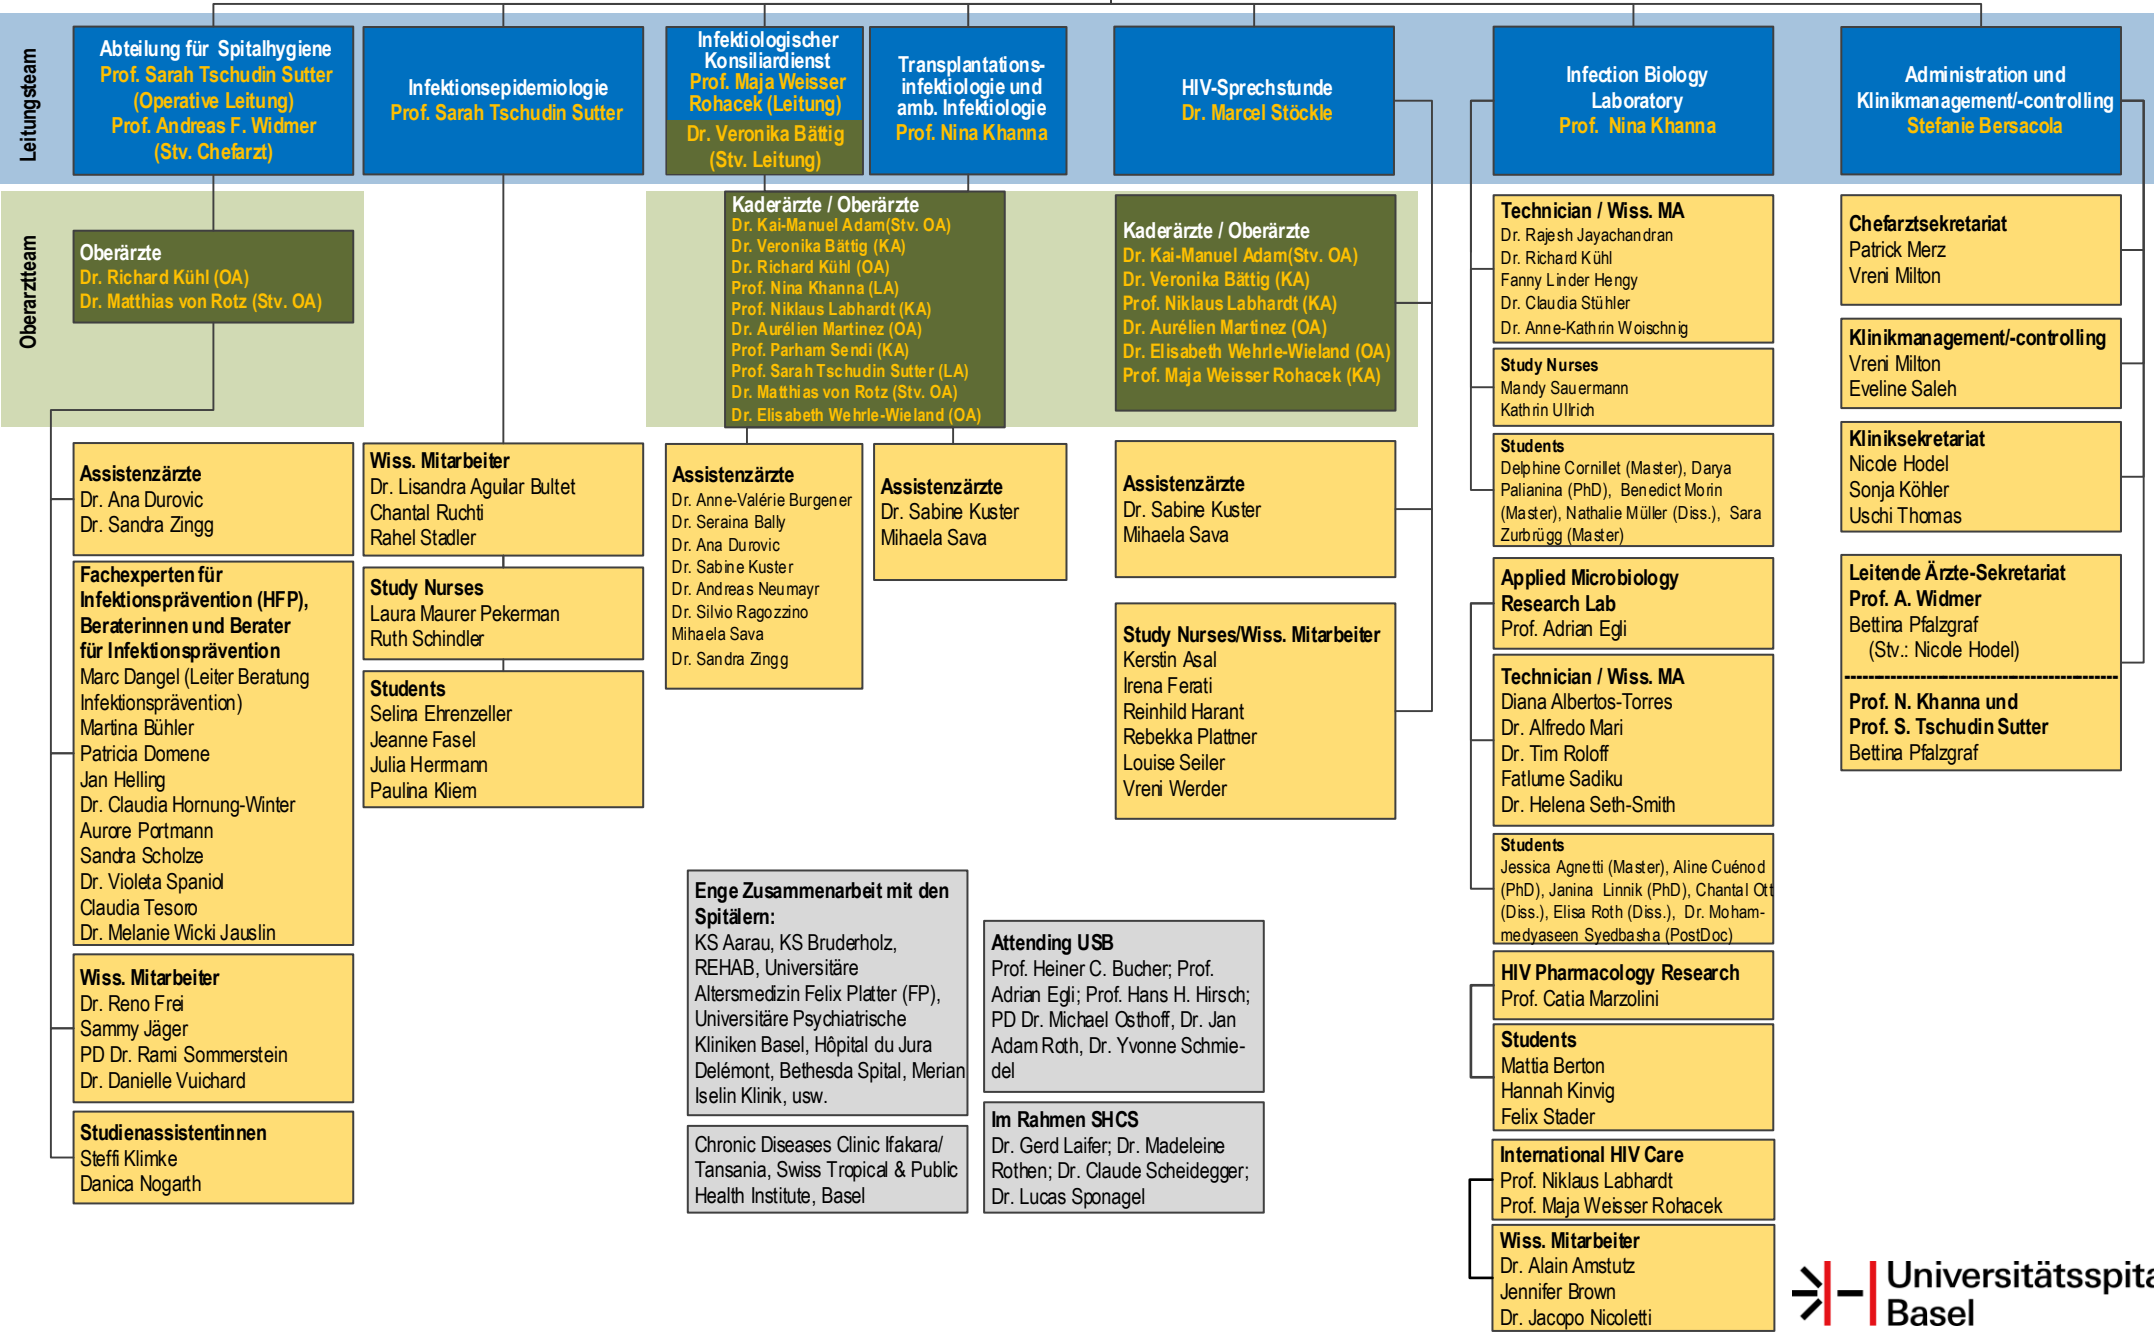 Leitungsteam
Abteilung für Spitalhygiene
Prof. Sarah Tschudin Sutter
(Operative Leitung)
Prof. Andreas F. Widmer
(Stv. Chefarzt)
Infektionsepidemiologie
Prof. Sarah Tschudin Sutter
Infektiologischer
Konsiliardienst
Prof. Maja Weisser
Rohacek (Leitung)
Dr. Veronika Bättig
(Stv. Leitung)
Transplantations-
infektiologie und
amb. Infektiologie
Prof. Nina Khanna
HIV-Sprechstunde
Dr. Marcel Stöckle
Infection Biology
Laboratory
Prof. Nina Khanna
Administration und
Klinikmanagement/-controlling
Stefanie Bersacola
Oberarztteam
Oberärzte
Dr. Richard Kühl (OA)
Dr. Matthias von Rotz (Stv. OA)
Kaderärzte / Oberärzte
Dr. Kai-Manuel Adam(Stv. OA)
Dr. Veronika Bättig (KA)
Dr. Richard Kühl (OA)
Prof. Nina Khanna (LA)
Prof. Niklaus Labhardt (KA)
Dr. Aurélien Martinez (OA)
Prof. Parham Sendi (KA)
Prof. Sarah Tschudin Sutter (LA)
Dr. Matthias von Rotz (Stv. OA)
Dr. Elisabeth Wehrle-Wieland (OA)
Kaderärzte / Oberärzte
Dr. Kai-Manuel Adam(Stv. OA)
Dr. Veronika Bättig (KA)
Prof. Niklaus Labhardt (KA)
Dr. Aurélien Martinez (OA)
Dr. Elisabeth Wehrle-Wieland (OA)
Prof. Maja Weisser Rohacek (KA)
Assistenzärzte
Dr. Ana Durovic
Dr. Sandra Zingg
Fachexperten für
Infektionsprävention (HFP),
Beraterinnen und Berater
für Infektionsprävention
Marc Dangel (Leiter Beratung
Infektionsprävention)
Martina Bühler
Patricia Domene
Jan Helling
Dr. Claudia Hornung-Winter
Aurore Portmann
Sandra Scholze
Dr. Violeta Spaniol
Claudia Tesoro
Dr. Melanie Wicki Jauslin
Wiss. Mitarbeiter
Dr. Reno Frei
Sammy Jäger
PD Dr. Rami Sommerstein
Dr. Danielle Vuichard
Studienassistentinnen
Steffi Klimke
Danica Nogarth
Wiss. Mitarbeiter
Dr. Lisandra Aguilar Bultet
Chantal Ruchti
Rahel Stadler
Study Nurses
Laura Maurer Pekerman
Ruth Schindler
Students
Selina Ehrenzeller
Jeanne Fasel
Julia Herrmann
Paulina Kliem
Assistenzärzte
Dr. Anne-Valérie Burgener
Dr. Seraina Bally
Dr. Ana Durovic
Dr. Sabine Kuster
Dr. Andreas Neumayr
Dr. Silvio Ragozzino
Mihaela Sava
Dr. Sandra Zingg
Assistenzärzte
Dr. Sabine Kuster
Mihaela Sava
Assistenzärzte
Dr. Sabine Kuster
Mihaela Sava
Study Nurses/Wiss. Mitarbeiter
Kerstin Asal
Irena Ferati
Reinhild Harant
Rebekka Plattner
Louise Seiler
Vreni Werder
Enge Zusammenarbeit mit den
Spitälern:
KS Aarau, KS Bruderholz,
REHAB, Universitäre
Altersmedizin Felix Platter (FP),
Universitäre Psychiatrische
Kliniken Basel, Hôpital du Jura
Delémont, Bethesda Spital, Merian
Iselin Klinik, usw.
Chronic Diseases Clinic Ifakara/
Tansania, Swiss Tropical & Public
Health Institute, Basel
Attending USB
Prof. Heiner C. Bucher; Prof.
Adrian Egli; Prof. Hans H. Hirsch;
PD Dr. Michael Osthoff, Dr. Jan
Adam Roth, Dr. Yvonne Schmie-
del
Im Rahmen SHCS
Dr. Gerd Laifer; Dr. Madeleine
Rothen; Dr. Claude Scheidegger;
Dr. Lucas Sponagel
Technician / Wiss. MA
Dr. Rajesh Jayachandran
Dr. Richard Kühl
Fanny Linder Hengy
Dr. Claudia Stühler
Dr. Anne-Kathrin Woischnig
Study Nurses
Mandy Sauermann
Kathrin Ullrich
Students
Delphine Cornillet (Master), Darya
Palianina (PhD), Benedict Morin
(Master), Nathalie Müller (Diss.), Sara
Zurbrügg (Master)
Applied Microbiology
Research Lab
Prof. Adrian Egli
Technician / Wiss. MA
Diana Albertos-Torres
Dr. Alfredo Mari
Dr. Tim Roloff
Fatlume Sadiku
Dr. Helena Seth-Smith
Students
Jessica Agnetti (Master), Aline Cuénod
(PhD), Janina Linnik (PhD), Chantal Ott
(Diss.), Elisa Roth (Diss.), Dr. Moham-
medyaseen Syedbasha (PostDoc)
HIV Pharmacology Research
Prof. Catia Marzolini
Students
Mattia Berton
Hannah Kinvig
Felix Stader
International HIV Care
Prof. Niklaus Labhardt
Prof. Maja Weisser Rohacek
Wiss. Mitarbeiter
Dr. Alain Amstutz
Jennifer Brown
Dr. Jacopo Nicoletti
Chefarztsekretariat
Patrick Merz
Vreni Milton
Klinikmanagement/-controlling
Vreni Milton
Eveline Saleh
Kliniksekretariat
Nicole Hodel
Sonja Köhler
Uschi Thomas
Leitende Ärzte-Sekretariat
Prof. A. Widmer
Bettina Pfalzgraf
(Stv.: Nicole Hodel)
Prof. N. Khanna und
Prof. S. Tschudin Sutter
Bettina Pfalzgraf
Universitätsspita
Basel